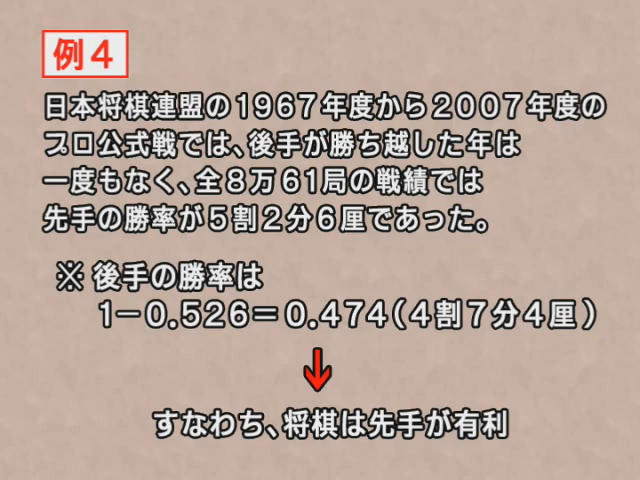 例４
日本将棋連盟の１９６７年度から２００７年度の
プロ公式戦では、後手が勝ち越した年は
一度もなく、全８万６１局の戦績では
先手の勝率が５割２分６厘であった。
※ 後手の勝率は
１－０.５２６＝０.４７４（４割７分４厘）
↓
すなわち、将棋は先手が有利